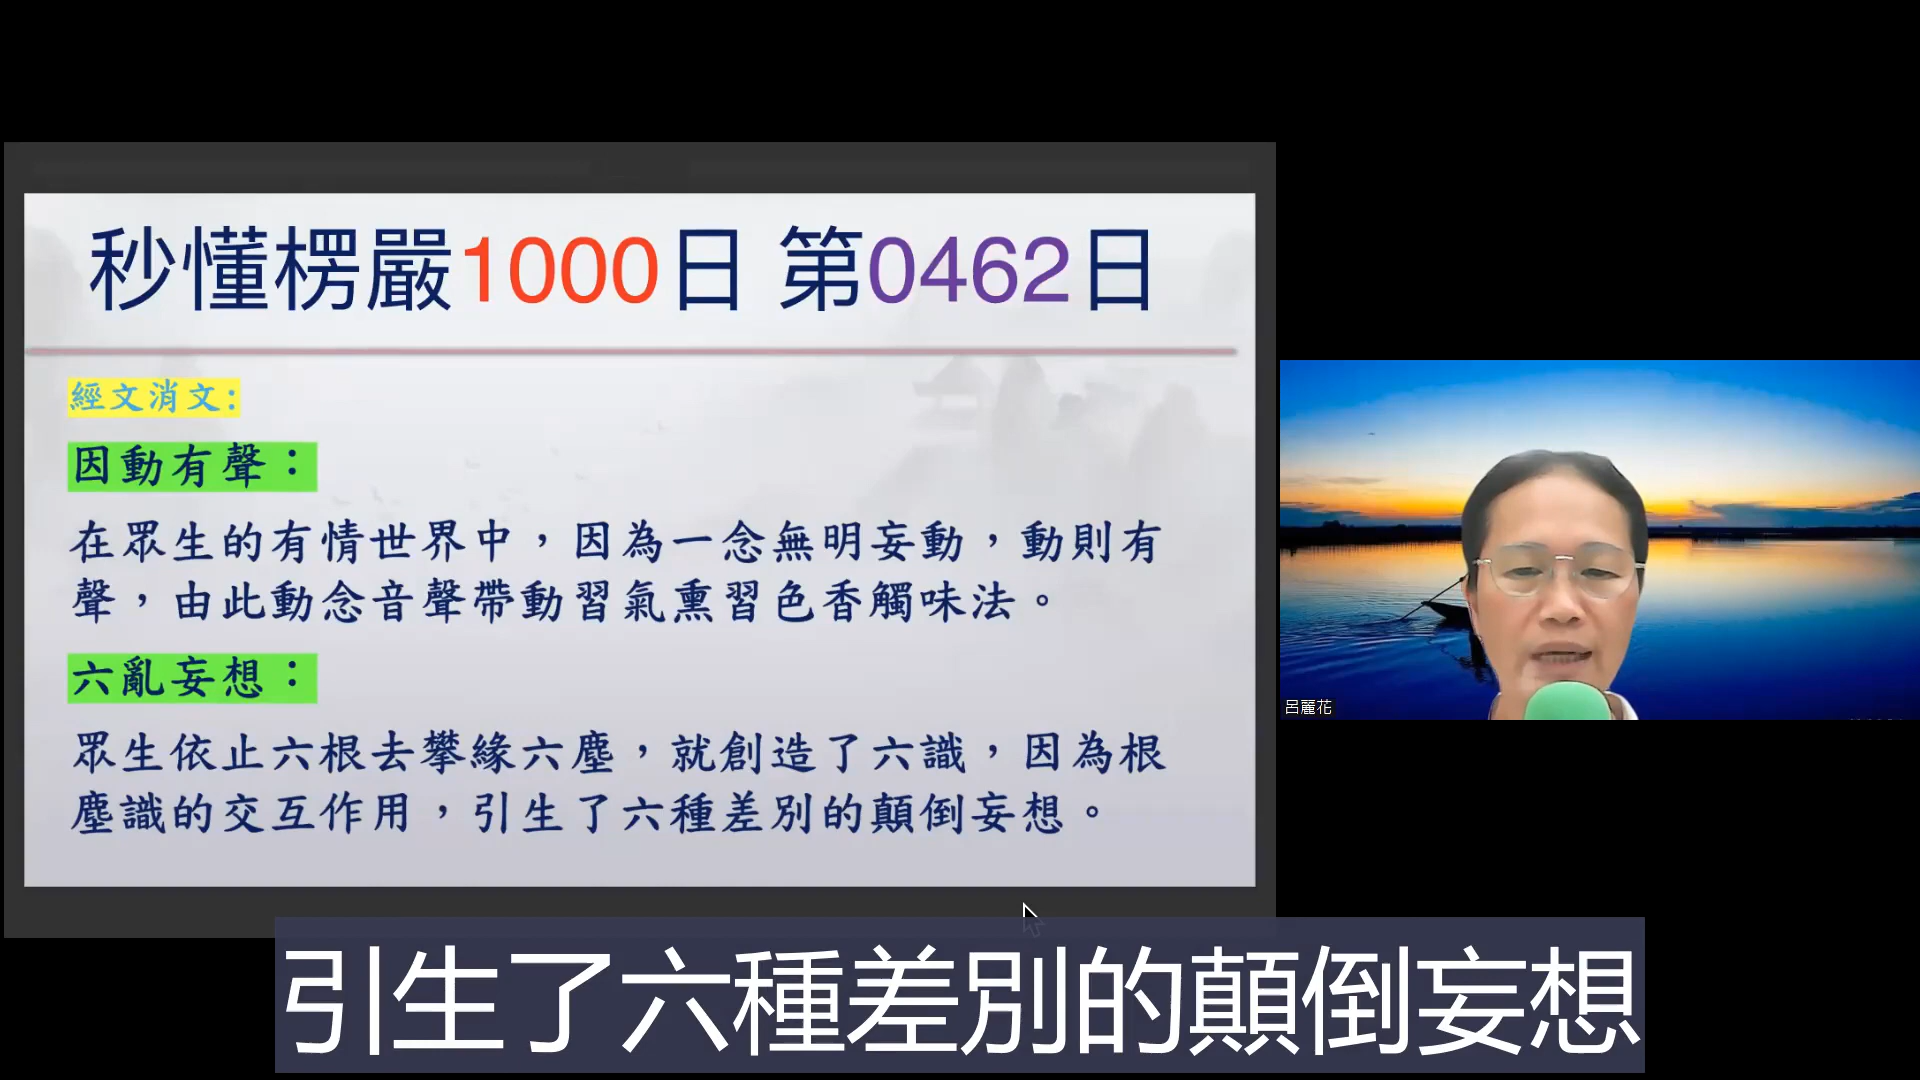 秒懂楞嚴1000日 第0462日
經文消文:
因動有聲：
在眾生的有情世界中，因為一念無明妄動，動則有
聲，由此動念音聲帶動習氣熏習色香觸味法。
六亂妄想：
眾生依止六根去攀緣六塵，就創造了六識，因為根
塵識的交互作用，引生了六種差別的顛倒妄想。
呂麗花
引生了六種差別的顛倒妄想